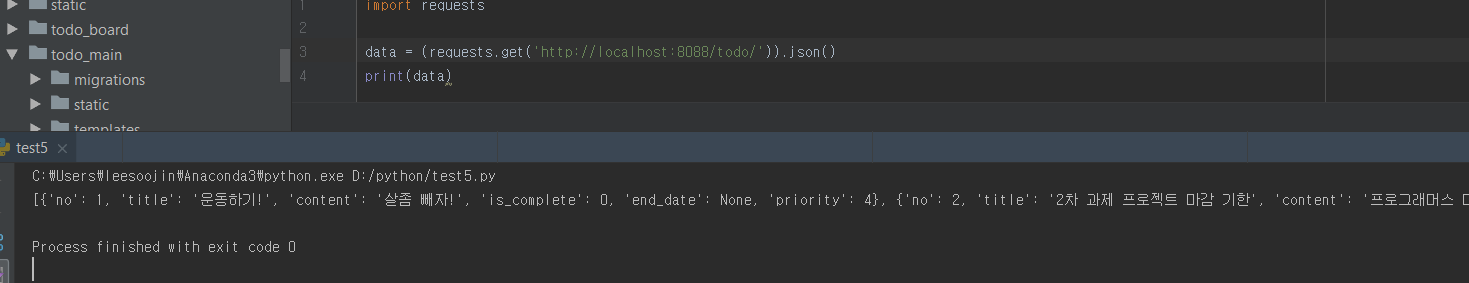 static
todo_board
todo_main
migrations
static
templates
1 import requests
2
3 data = (requests.get('http://localhost:8088/todo/')).json()
4 print(data)
test5
C:\Users\leesoojin\Anaconda3\python.exe D:/python/test5.py
[{'no': 1, 'title': '운동하기!', 'content': '살좀 빼자!', 'is_complete': 0, 'end_date': None, 'priority': 4}, {'no': 2, 'title': '2차 과제 프로젝트 마감 기한', 'content': '프로그래머스
Process finished with exit code 0